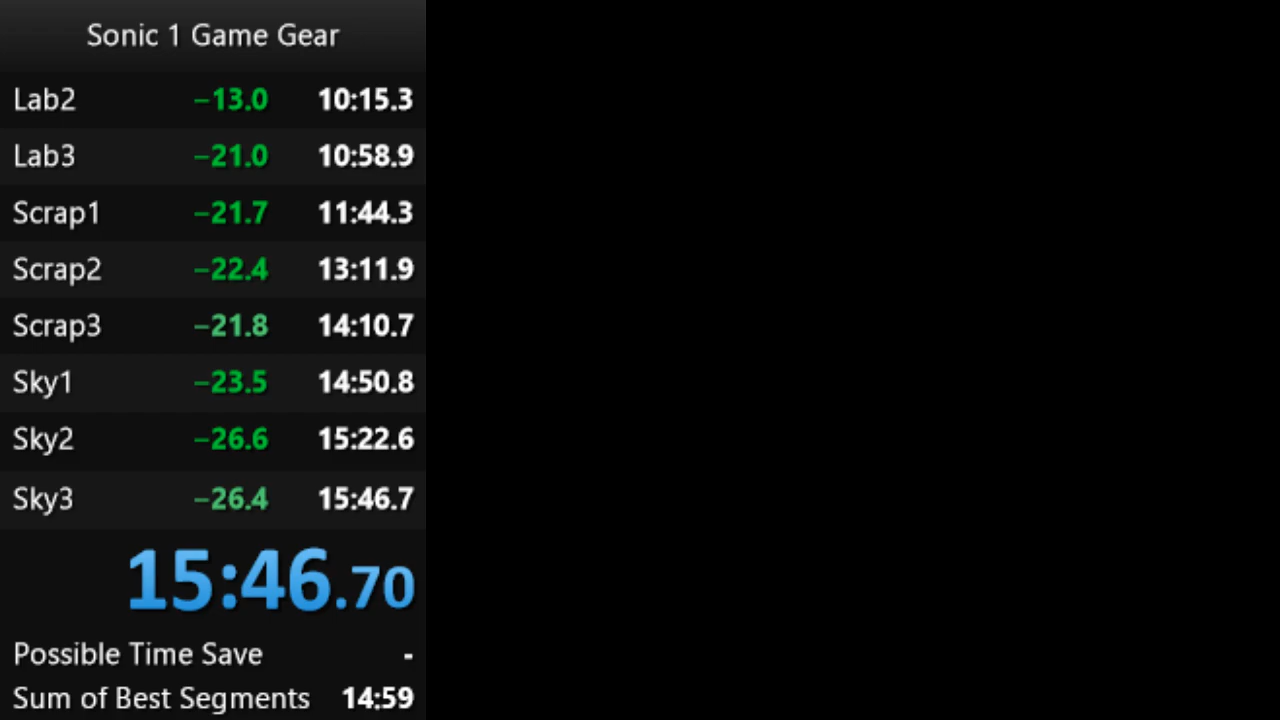 Sonic 1 Game Gear
Lab2 −13.0 10:15.3
Lab3 −21.0 10:58.9
Scrap1 −21.7 11:44.3
Scrap2 −22.4 13:11.9
Scrap3 −21.8 14:10.7
Sky1 −23.5 14:50.8
Sky2 −26.6 15:22.6
Sky3 −26.4 15:46.7
15:46.70
Possible Time Save -
Sum of Best Segments 14:59